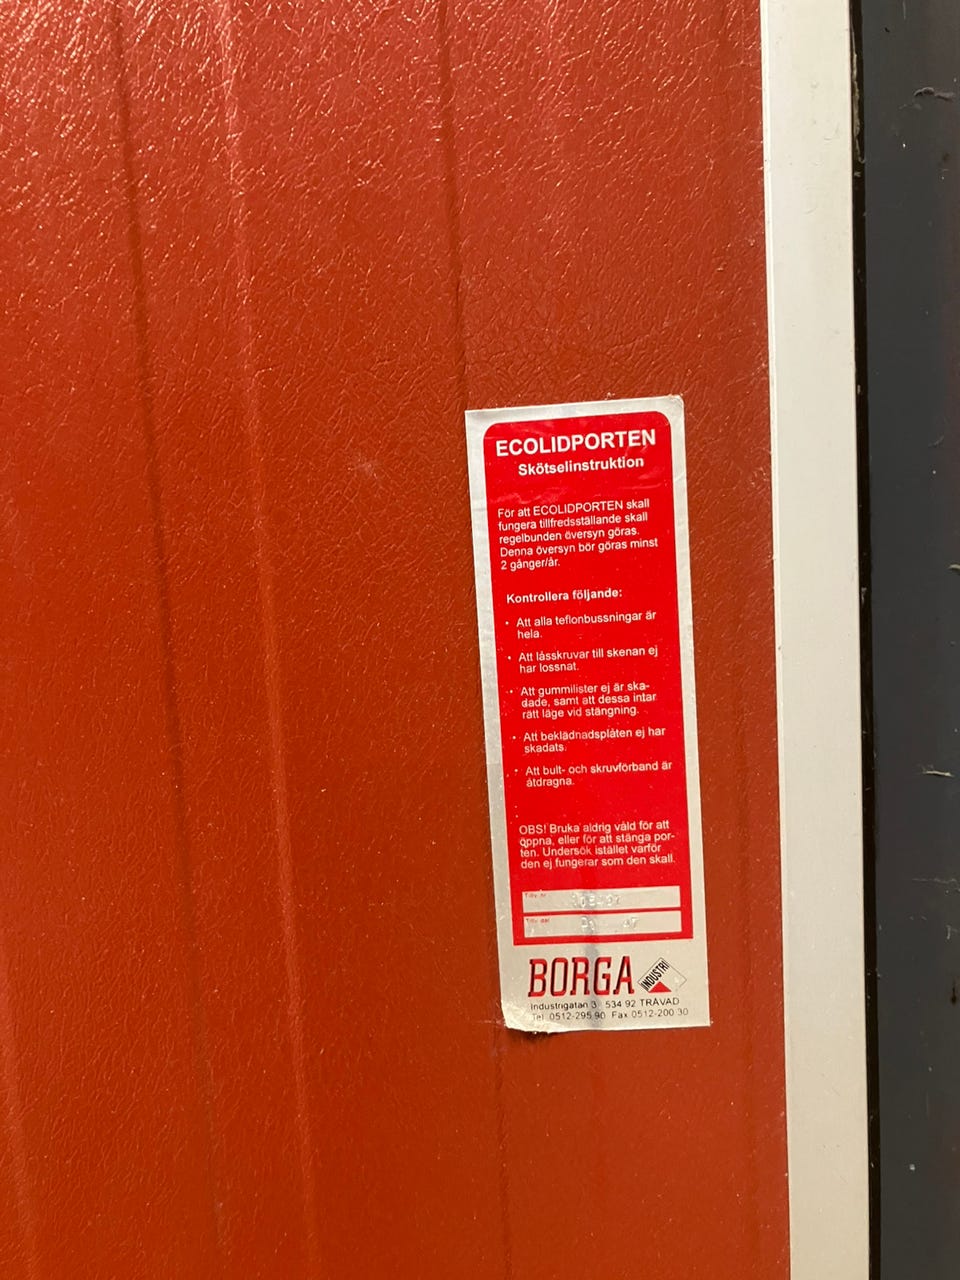 ECOLIDPORTEN
Skötselinstruktion
För att ECOLIDPORTEN skall
fungera tillfredsställande skall
regelbunden översyn göras.
Denna översyn bör göras minst
2 gånger/år.
Kontrollera följande:
• Att alla teflonbussningar är
hela.
• Att låsskruvar till skenan ej
har lossnat.
• Att gummilister ej är ska-
dade, samt att dessa intar
rätt läge vid stängning.
• Att beklädnadsplåten ej har
skadats.
• Att bult- och skruvförband är
åtdragna.
OBS! Bruka aldrig våld för att
öppna, eller för att stänga por-
ten. Undersök istället varför
den ej fungerar som den skall.
Tillv. nr
Tillv. dat
BORGA INDUSTRI
Industrigatan 3 534 92 TRÄVAD
Tel. 0512-295 90 Fax 0512-200 30